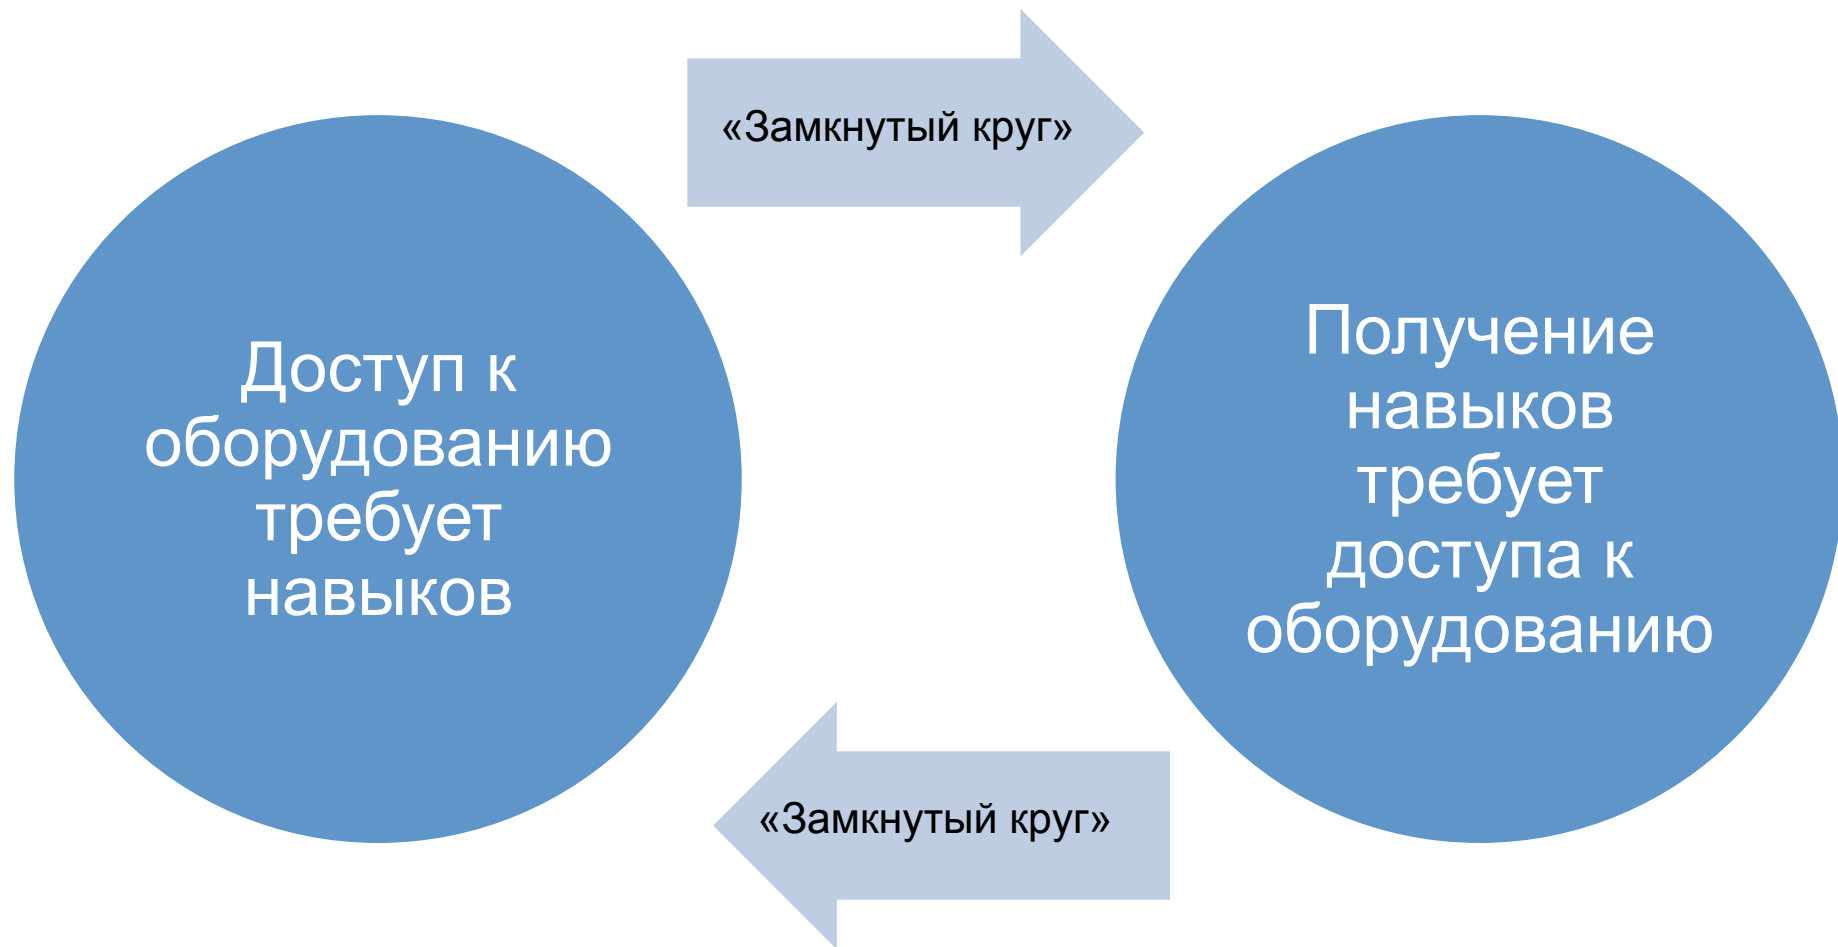 «Замкнутый круг»
Доступ к
оборудованию
требует
навыков
Получение
навыков
требует
доступа к
оборудованию
«Замкнутый круг»